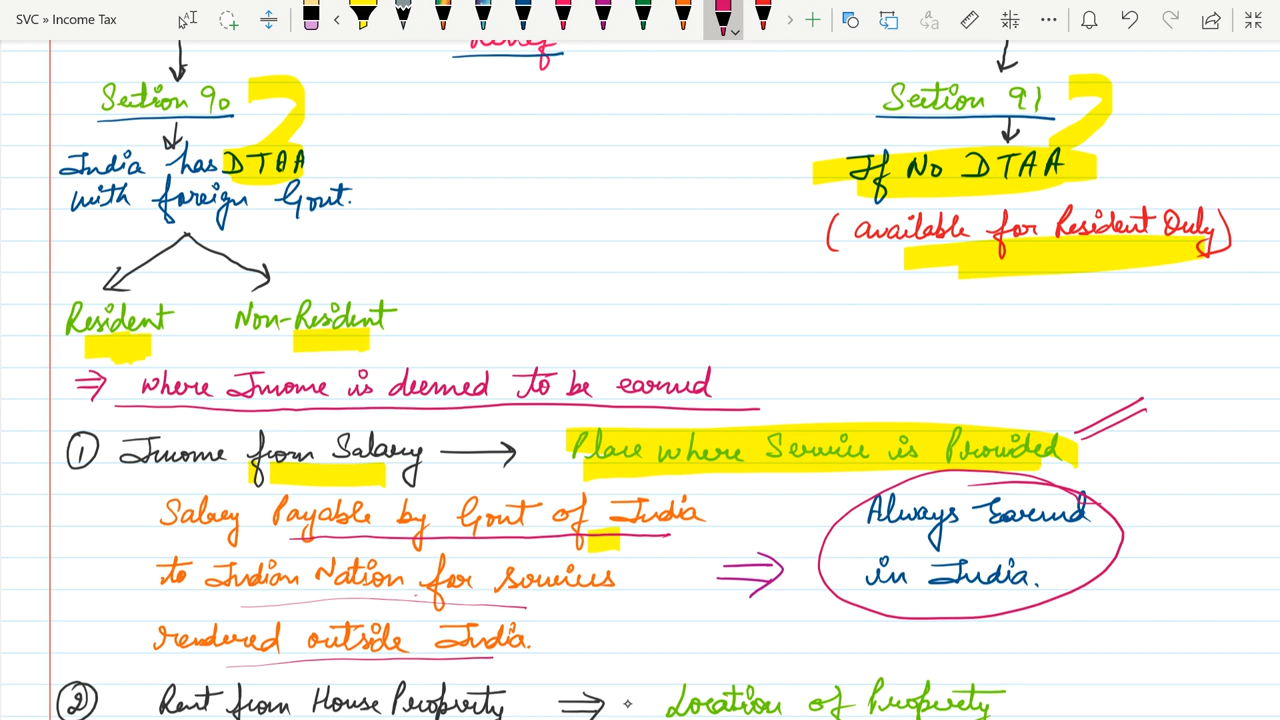 SVC » Income Tax
Relief
Section 90
Section 91
India has DTAA
with foreign Govt.
If No DTAA
(available for Resident Only)
Resident
Non-Resident
⇒ where Income is deemed to be earned
① Income from Salary → Place where Service is Provided
Salary Payable by Govt of India
to Indian Nation for services
rendered outside India.
⇒ Always Earned
in India.
② Rent from House Property ⇒ Location of Property